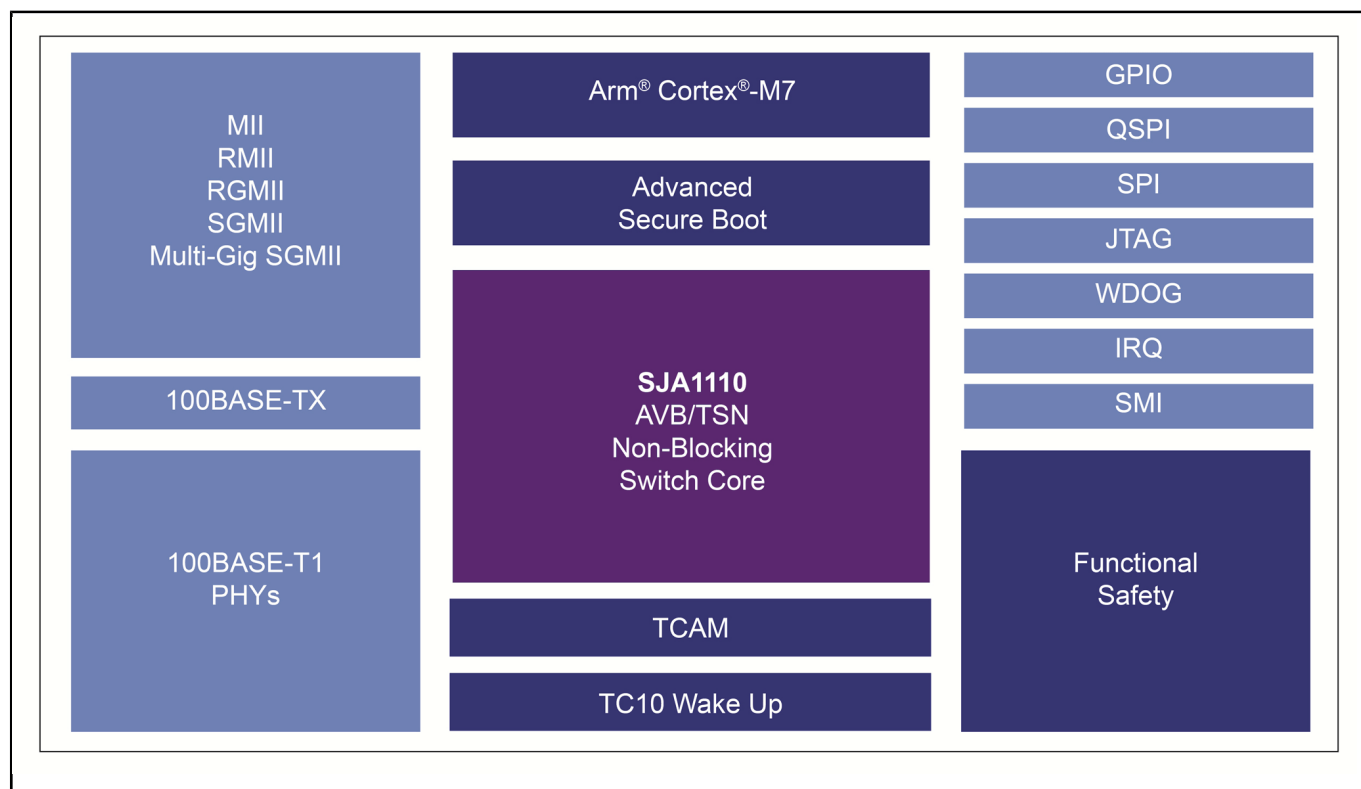 MII
RMII
RGMII
SGMII
Multi-Gig SGMII
100BASE-TX
100BASE-T1
PHYs
Arm® Cortex®-M7
Advanced
Secure Boot
SJA1110
AVB/TSN
Non-Blocking
Switch Core
TCAM
TC10 Wake Up
GPIO
QSPI
SPI
JTAG
WDOG
IRQ
SMI
Functional
Safety